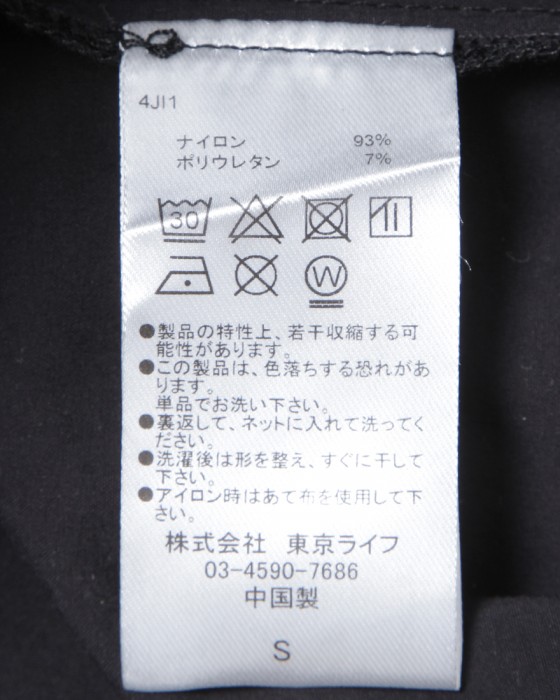 4JI1
ナイロン 93%
ポリウレタン 7%
30
W
●製品の特性上、若干収縮する可
能性があります。
●この製品は、色落ちする恐れがあ
ります。
単品でお洗い下さい。
●裏返して、ネットに入れて洗ってく
ださい。
●洗濯後は形を整え、すぐに干して
下さい。
●アイロン時はあて布を使用して下
さい。
株式会社 東京ライフ
03-4590-7686
中国製
S